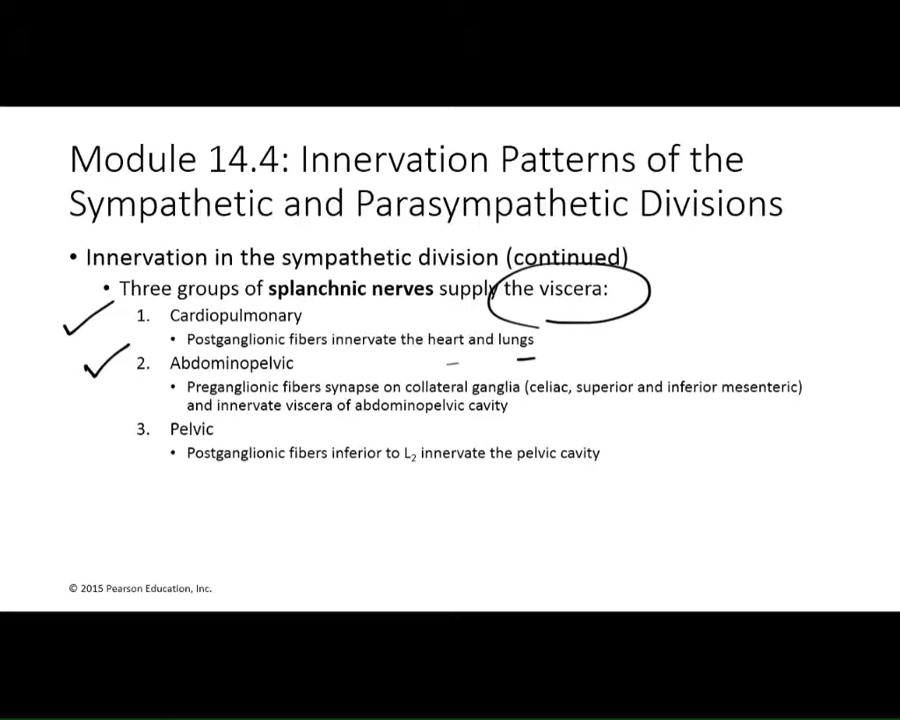 Module 14.4: Innervation Patterns of the
Sympathetic and Parasympathetic Divisions
• Innervation in the sympathetic division (continued)
• Three groups of splanchnic nerves supply the viscera:
1. Cardiopulmonary
• Postganglionic fibers innervate the heart and lungs
2. Abdominopelvic
• Preganglionic fibers synapse on collateral ganglia (celiac, superior and inferior mesenteric)
and innervate viscera of abdominopelvic cavity
3. Pelvic
• Postganglionic fibers inferior to L₂ innervate the pelvic cavity
© 2015 Pearson Education, Inc.